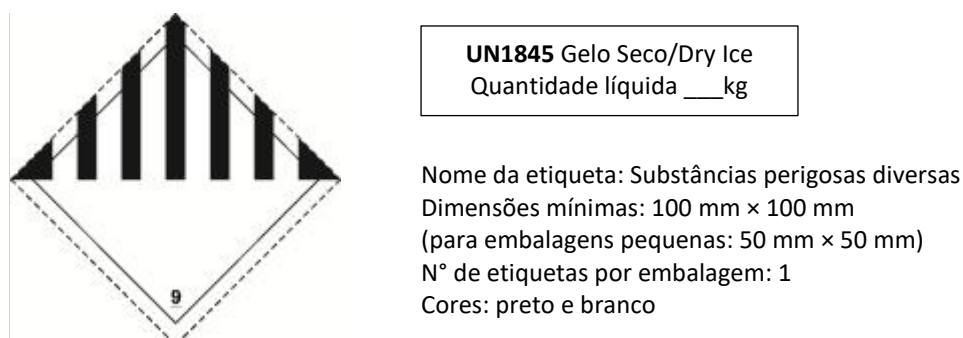 UN1845 Gelo Seco/Dry Ice
Quantidade líquida ___kg
Nome da etiqueta: Substâncias perigosas diversas
Dimensões mínimas: 100 mm × 100 mm
(para embalagens pequenas: 50 mm × 50 mm)
N° de etiquetas por embalagem: 1
Cores: preto e branco
9